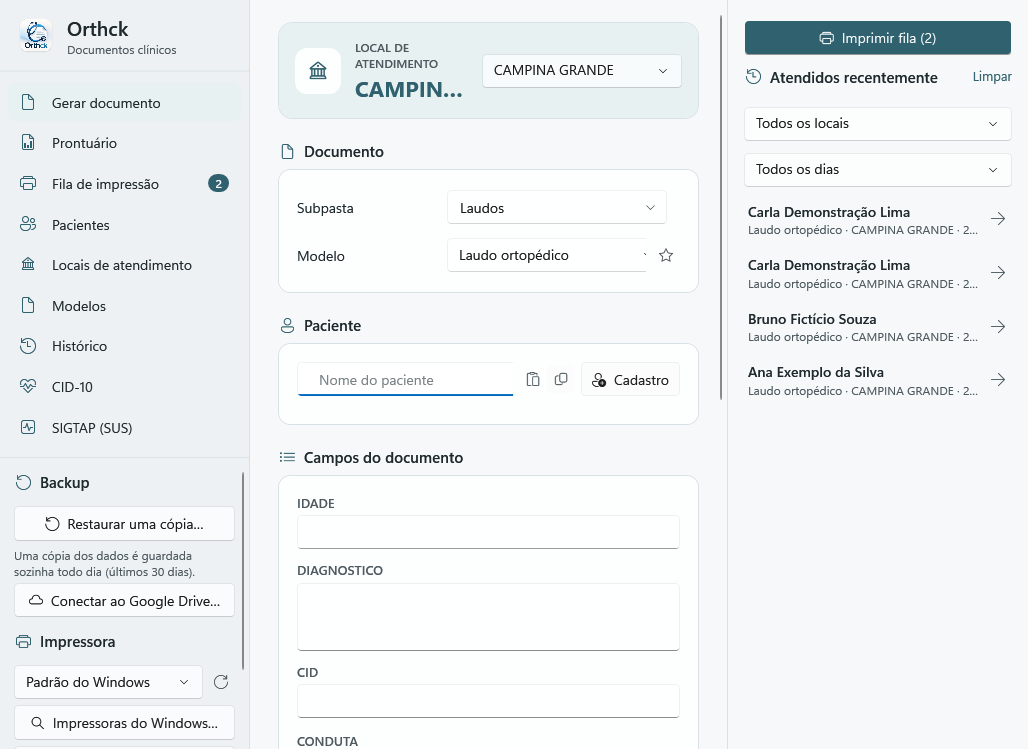 Orthck
Documentos clínicos
Orthck
Gerar documento
Prontuário
Fila de impressão
2
Pacientes
Locais de atendimento
Modelos
Histórico
CID-10
SIGTAP (SUS)
Backup
Restaurar uma cópia...
Uma cópia dos dados é guardada
sozinha todo dia (últimos 30 dias).
Conectar ao Google Drive...
Impressora
Padrão do Windows
Impressoras do Windows...
LOCAL DE
ATENDIMENTO
CAMPIN...
CAMPINA GRANDE
Documento
Subpasta
Laudos
Modelo
Laudo ortopédico
Paciente
Nome do paciente
Cadastro
Campos do documento
IDADE
DIAGNOSTICO
CID
CONDUTA
Imprimir fila (2)
Atendidos recentemente
Limpar
Todos os locais
Todos os dias
Carla Demonstração Lima
Laudo ortopédico · CAMPINA GRANDE · 2...
Carla Demonstração Lima
Laudo ortopédico · CAMPINA GRANDE · 2...
Bruno Fictício Souza
Laudo ortopédico · CAMPINA GRANDE · 2...
Ana Exemplo da Silva
Laudo ortopédico · CAMPINA GRANDE · 2...